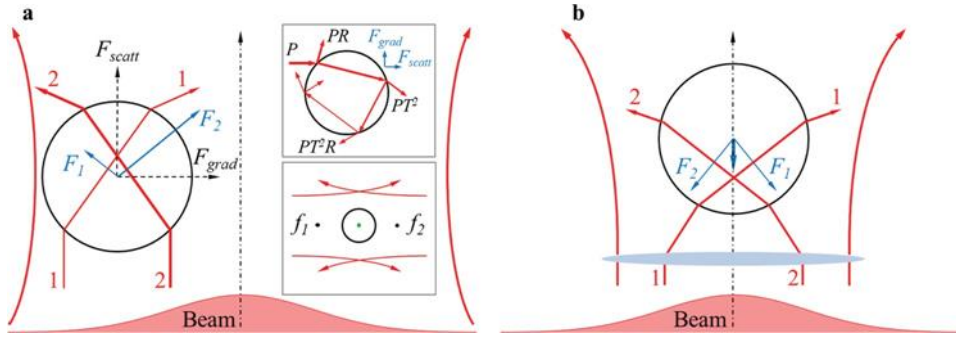 a
F_scatt
2
1
F_2
F_1
F_grad
1
2
Beam
PR
P
F_grad
F_scatt
PT²
PT²R
f_1
f_2
b
2
1
F_2
F_1
1
2
Beam